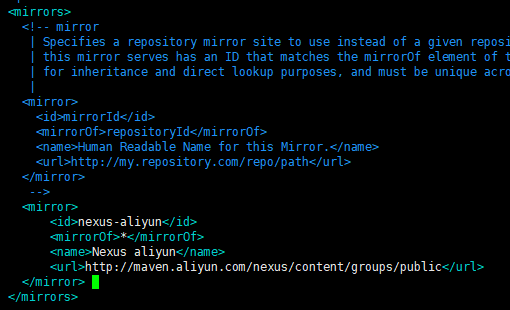 <mirrors>
<!-- mirror
| Specifies a repository mirror site to use instead of a given
| this mirror serves has an ID that matches the mirrorOf element of
| for inheritance and direct lookup purposes, and must be unique
|
<mirror>
<id>mirrorId</id>
<mirrorOf>repositoryId</mirrorOf>
<name>Human Readable Name for this Mirror.</name>
<url>http://my.repository.com/repo/path</url>
</mirror>
-->
<mirror>
<id>nexus-aliyun</id>
<mirrorOf>*</mirrorOf>
<name>Nexus aliyun</name>
<url>http://maven.aliyun.com/nexus/content/groups/public</url>
</mirror>
</mirrors>